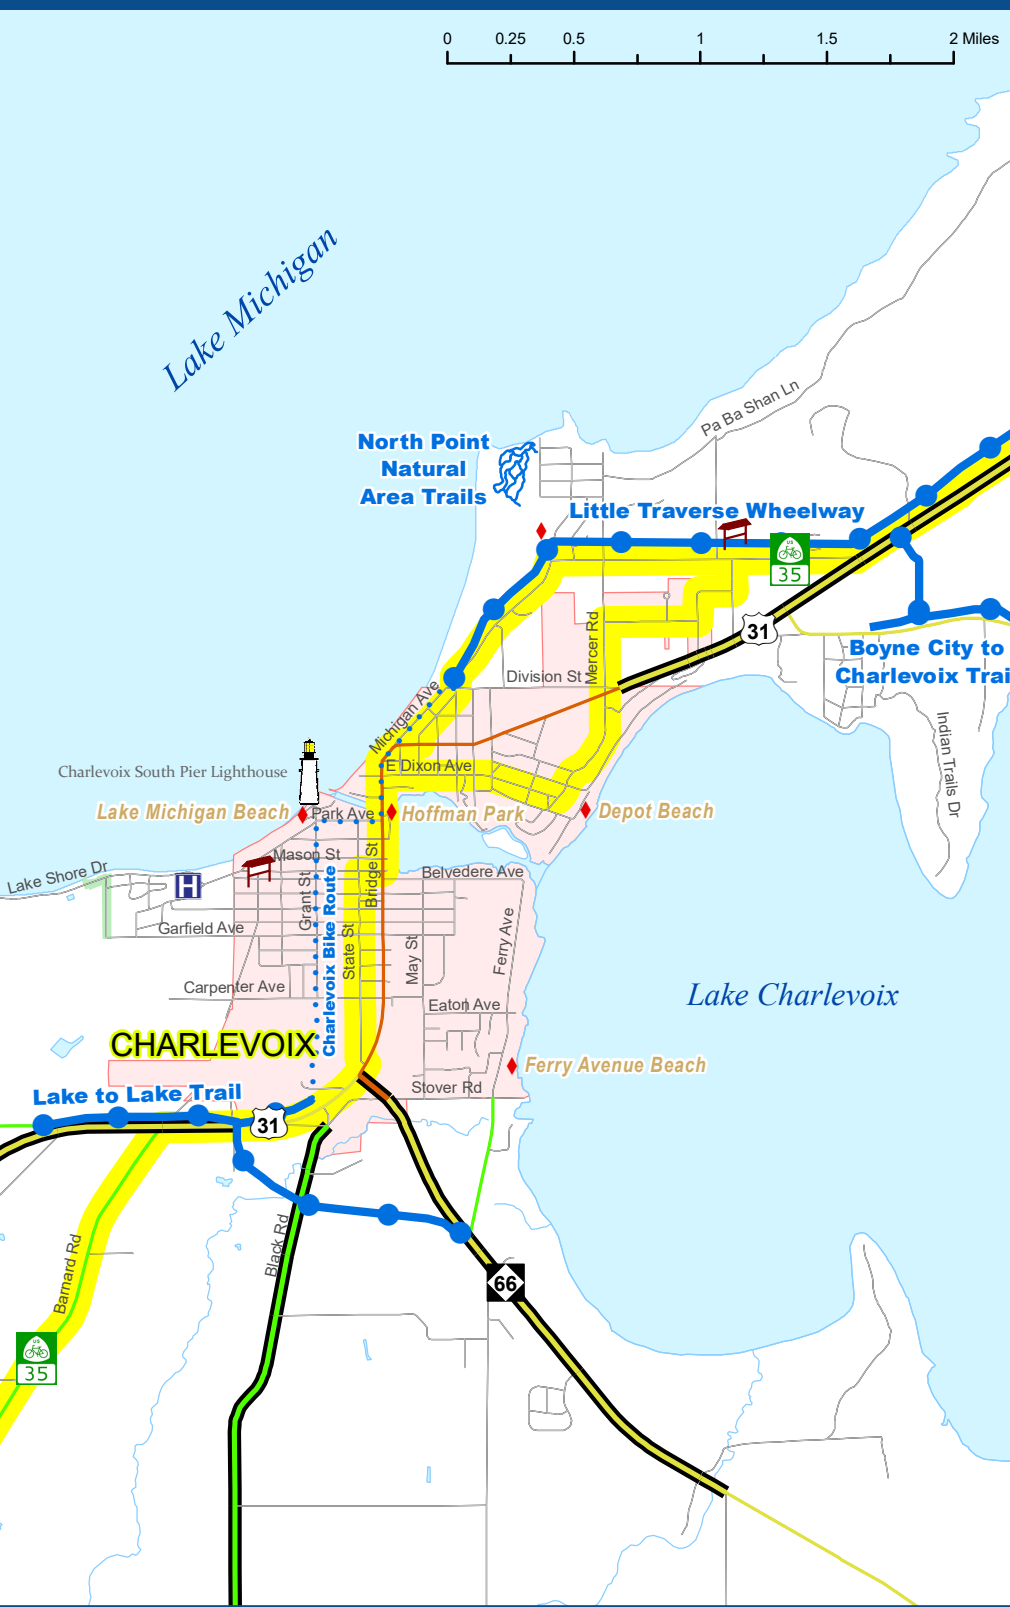 0 0.25 0.5 1 1.5 2 Miles
Lake Michigan
Pa Ba Shan Ln
North Point
Natural
Area Trails
Little Traverse Wheelway
US
35
31
Mercer Rd
Boyne City to
Charlevoix Trai
Division St
Michigan Ave
Indian Trails Dr
E Dixon Ave
Charlevoix South Pier Lighthouse
Lake Michigan Beach
Park Ave
Hoffman Park
Depot Beach
Mason St
Lake Shore Dr
H
Belvedere Ave
Grant St
Bridge St
Charlevoix Bike Route
Garfield Ave
State St
May St
Ferry Ave
Carpenter Ave
Eaton Ave
Lake Charlevoix
CHARLEVOIX
Ferry Avenue Beach
Stover Rd
Lake to Lake Trail
31
Black Rd
Barnard Rd
66
US
35